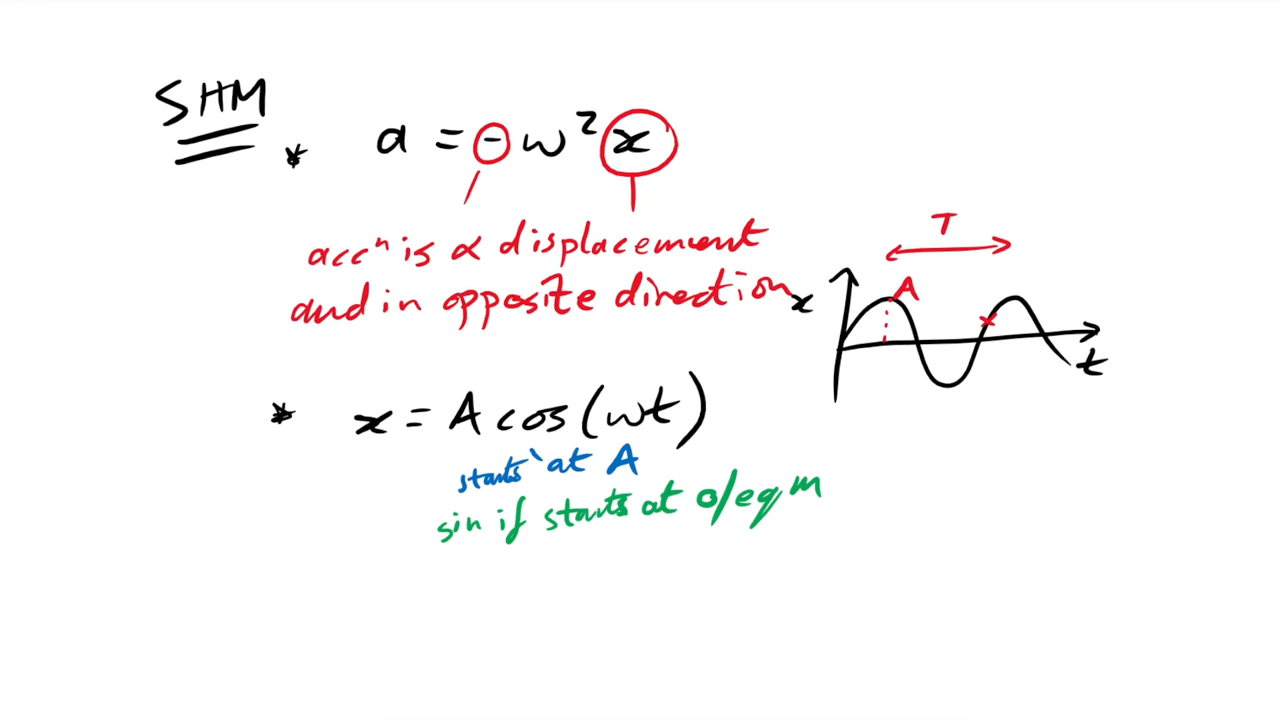 SHM
* a = -ω²x
accⁿ is ∝ displacement
and in opposite direction
T
A
x
t
* x = A cos(ωt)
starts at A
sin if starts at 0/eqm